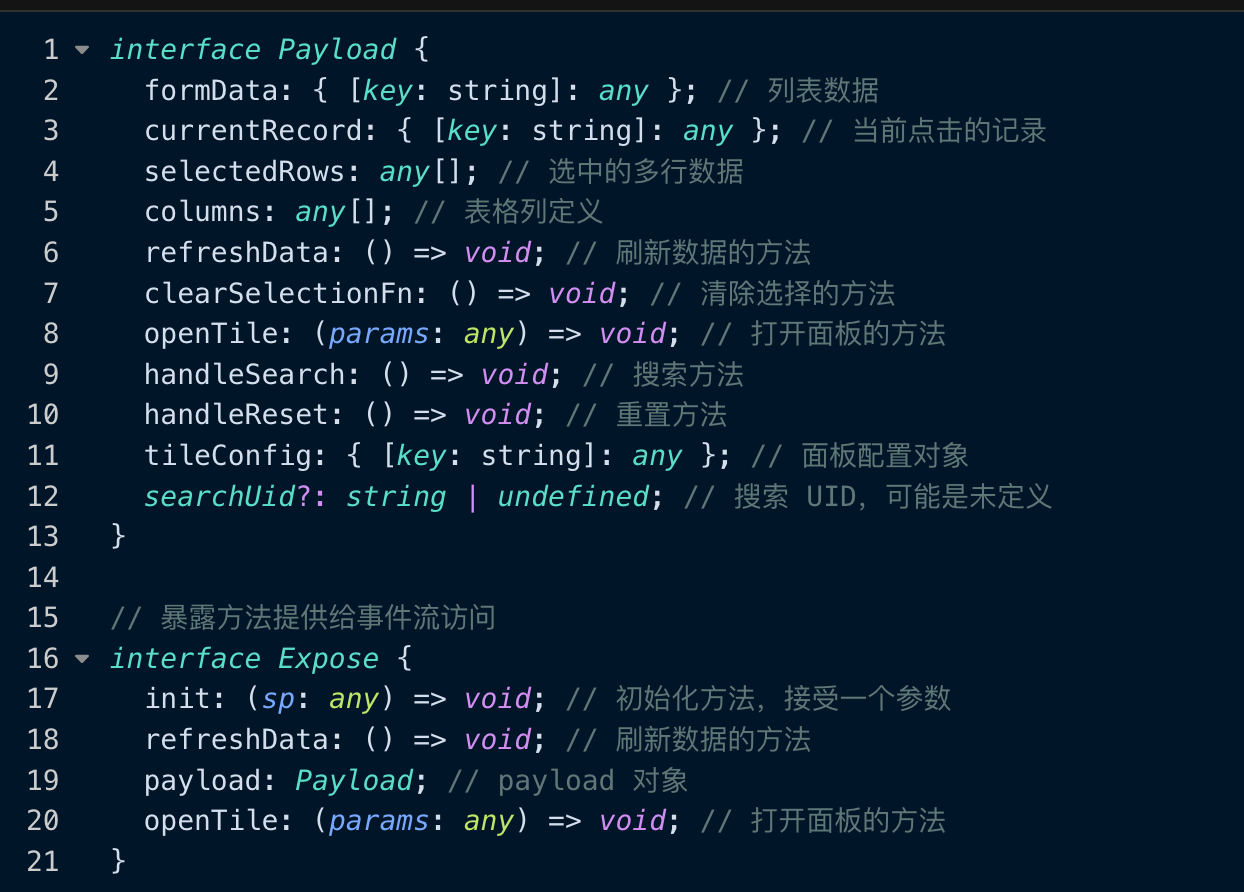 1 interface Payload {
2 formData: { [key: string]: any }; // 列表数据
3 currentRecord: { [key: string]: any }; // 当前点击的记录
4 selectedRows: any[]; // 选中的多行数据
5 columns: any[]; // 表格列定义
6 refreshData: () => void; // 刷新数据的方法
7 clearSelectionFn: () => void; // 清除选择的方法
8 openTile: (params: any) => void; // 打开面板的方法
9 handleSearch: () => void; // 搜索方法
10 handleReset: () => void; // 重置方法
11 tileConfig: { [key: string]: any }; // 面板配置对象
12 searchUid?: string | undefined; // 搜索 UID，可能是未定义
13 }
14
15 // 暴露方法提供给事件流访问
16 interface Expose {
17 init: (sp: any) => void; // 初始化方法，接受一个参数
18 refreshData: () => void; // 刷新数据的方法
19 payload: Payload; // payload 对象
20 openTile: (params: any) => void; // 打开面板的方法
21 }